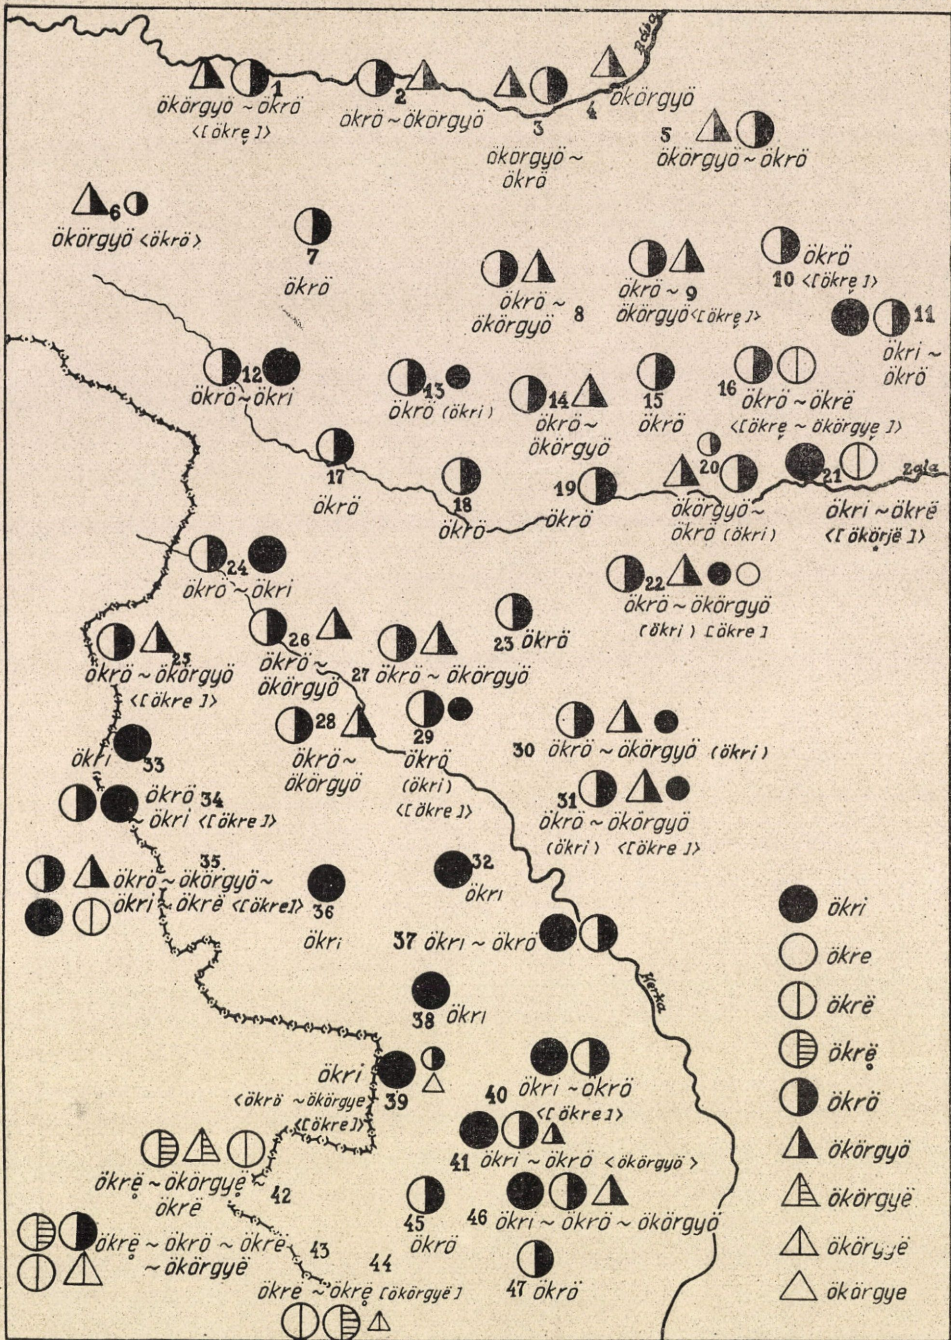 Rába
1
ökörgyö ~ ökrö
<[ökrẹ]>
2
ökrö ~ ökörgyö
3
ökörgyö ~
ökrö
4
ökörgyö
5
ökörgyö ~ ökrö
6
ökörgyö <ökrö>
7
ökrö
ökrö ~
ökörgyö 8
ökrö ~ 9
ökörgyö <[ökrẹ]>
ökrö
10 <[ökrẹ]>
11
ökri ~
ökrö
12
ökrö ~ ökri
13
ökrö (ökri)
14
ökrö ~
ökörgyö
15
ökrö
16
ökrö ~ ökrë
<[ökrẹ ~ ökörgyẹ]>
17
ökrö
18
ökrö
19
ökrö
20
ökörgyö ~
ökrö (ökri)
21
Zala
ökri ~ ökrë
<[ökörjë]>
22
ökrö ~ ökörgyö
(ökri) [ökre]
23 ökrö
24
ökrö ~ ökri
25
ökrö ~ ökörgyö
<[ökre]>
26
ökrö ~
ökörgyö
27 ökrö ~ ökörgyö
28
ökrö ~
ökörgyö
29
ökrö
(ökri)
<[ökre]>
30 ökrö ~ ökörgyö (ökri)
31
ökrö ~ ökörgyö
(ökri) <[ökre]>
32
ökri
ökri 33
ökrö 34
~ ökri <[ökre]>
35
ökrö ~ ökörgyö ~
ökri ~ ökrë <[ökre]>
36
ökri
37 ökri ~ ökrö
Kerka
38 ökri
ökri
<ökrö ~ ökörgye 39
<[ökre]>
40 ökri ~ ökrö
<[ökre]>
41 ökri ~ ökrö <ökörgyö>
ökrë̥ ~ ökörgyë̥ ~ 42
ökrë
ökrë̥ ~ ökrö ~ ökrë 43
~ ökörgyë
44
ökrë ~ ökrë̥ [ökörgyë]
45
ökrö
46 ökri ~ ökrö ~ ökörgyö
47 ökrö
ökri
ökre
ökrë
ökrë̥
ökrö
ökörgyö
ökörgyë̥
ökörgyë
ökörgye